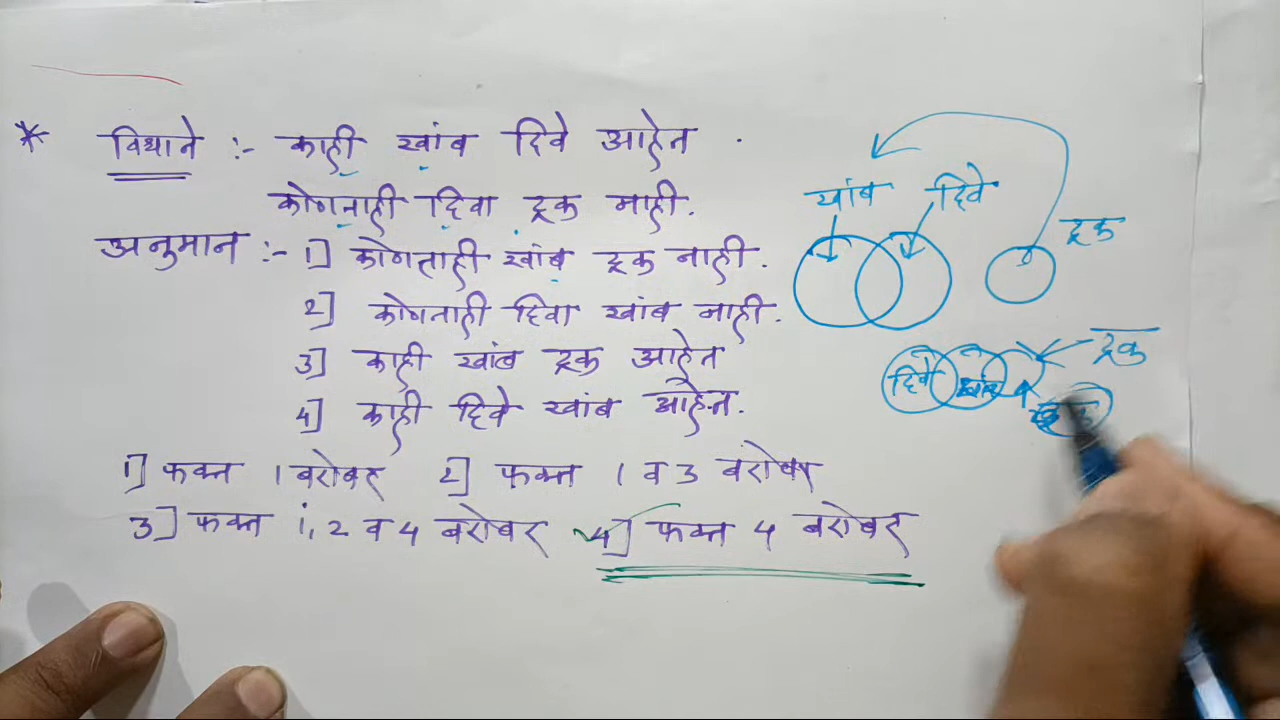 * विधाने :- काही खांब दिवे आहेत .
कोणताही दिवा ट्रक नाही.
अनुमान :- 1] कोणताही खांब ट्रक नाही.
2] कोणताही दिवा खांब नाही.
3] काही खांब ट्रक आहेत
4] काही दिवे खांब आहेत.
1] फक्त 1 बरोबर 2] फक्त 1 व 3 बरोबर
3] फक्त 1, 2 व 4 बरोबर 4] फक्त 4 बरोबर
खांब दिवे
ट्रक
दिवे खांब ट्रक